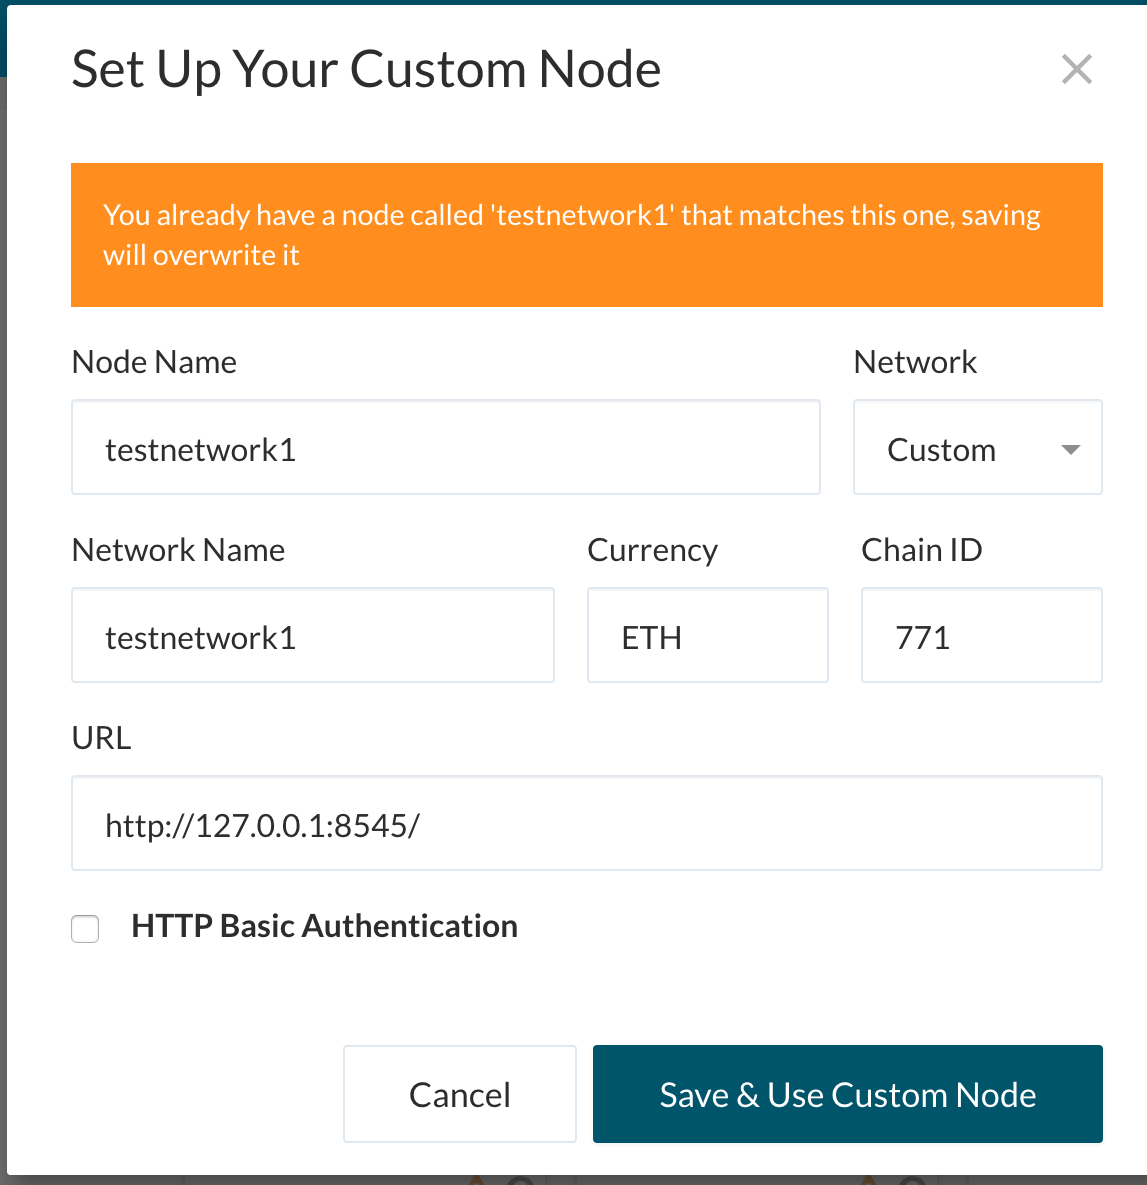 Set Up Your Custom Node
You already have a node called 'testnetwork1' that matches this one, saving
will overwrite it
Node Name
Network
testnetwork1
Custom
Network Name
Currency
Chain ID
testnetwork1
ETH
771
URL
http://127.0.0.1:8545/
HTTP Basic Authentication
Cancel
Save & Use Custom Node